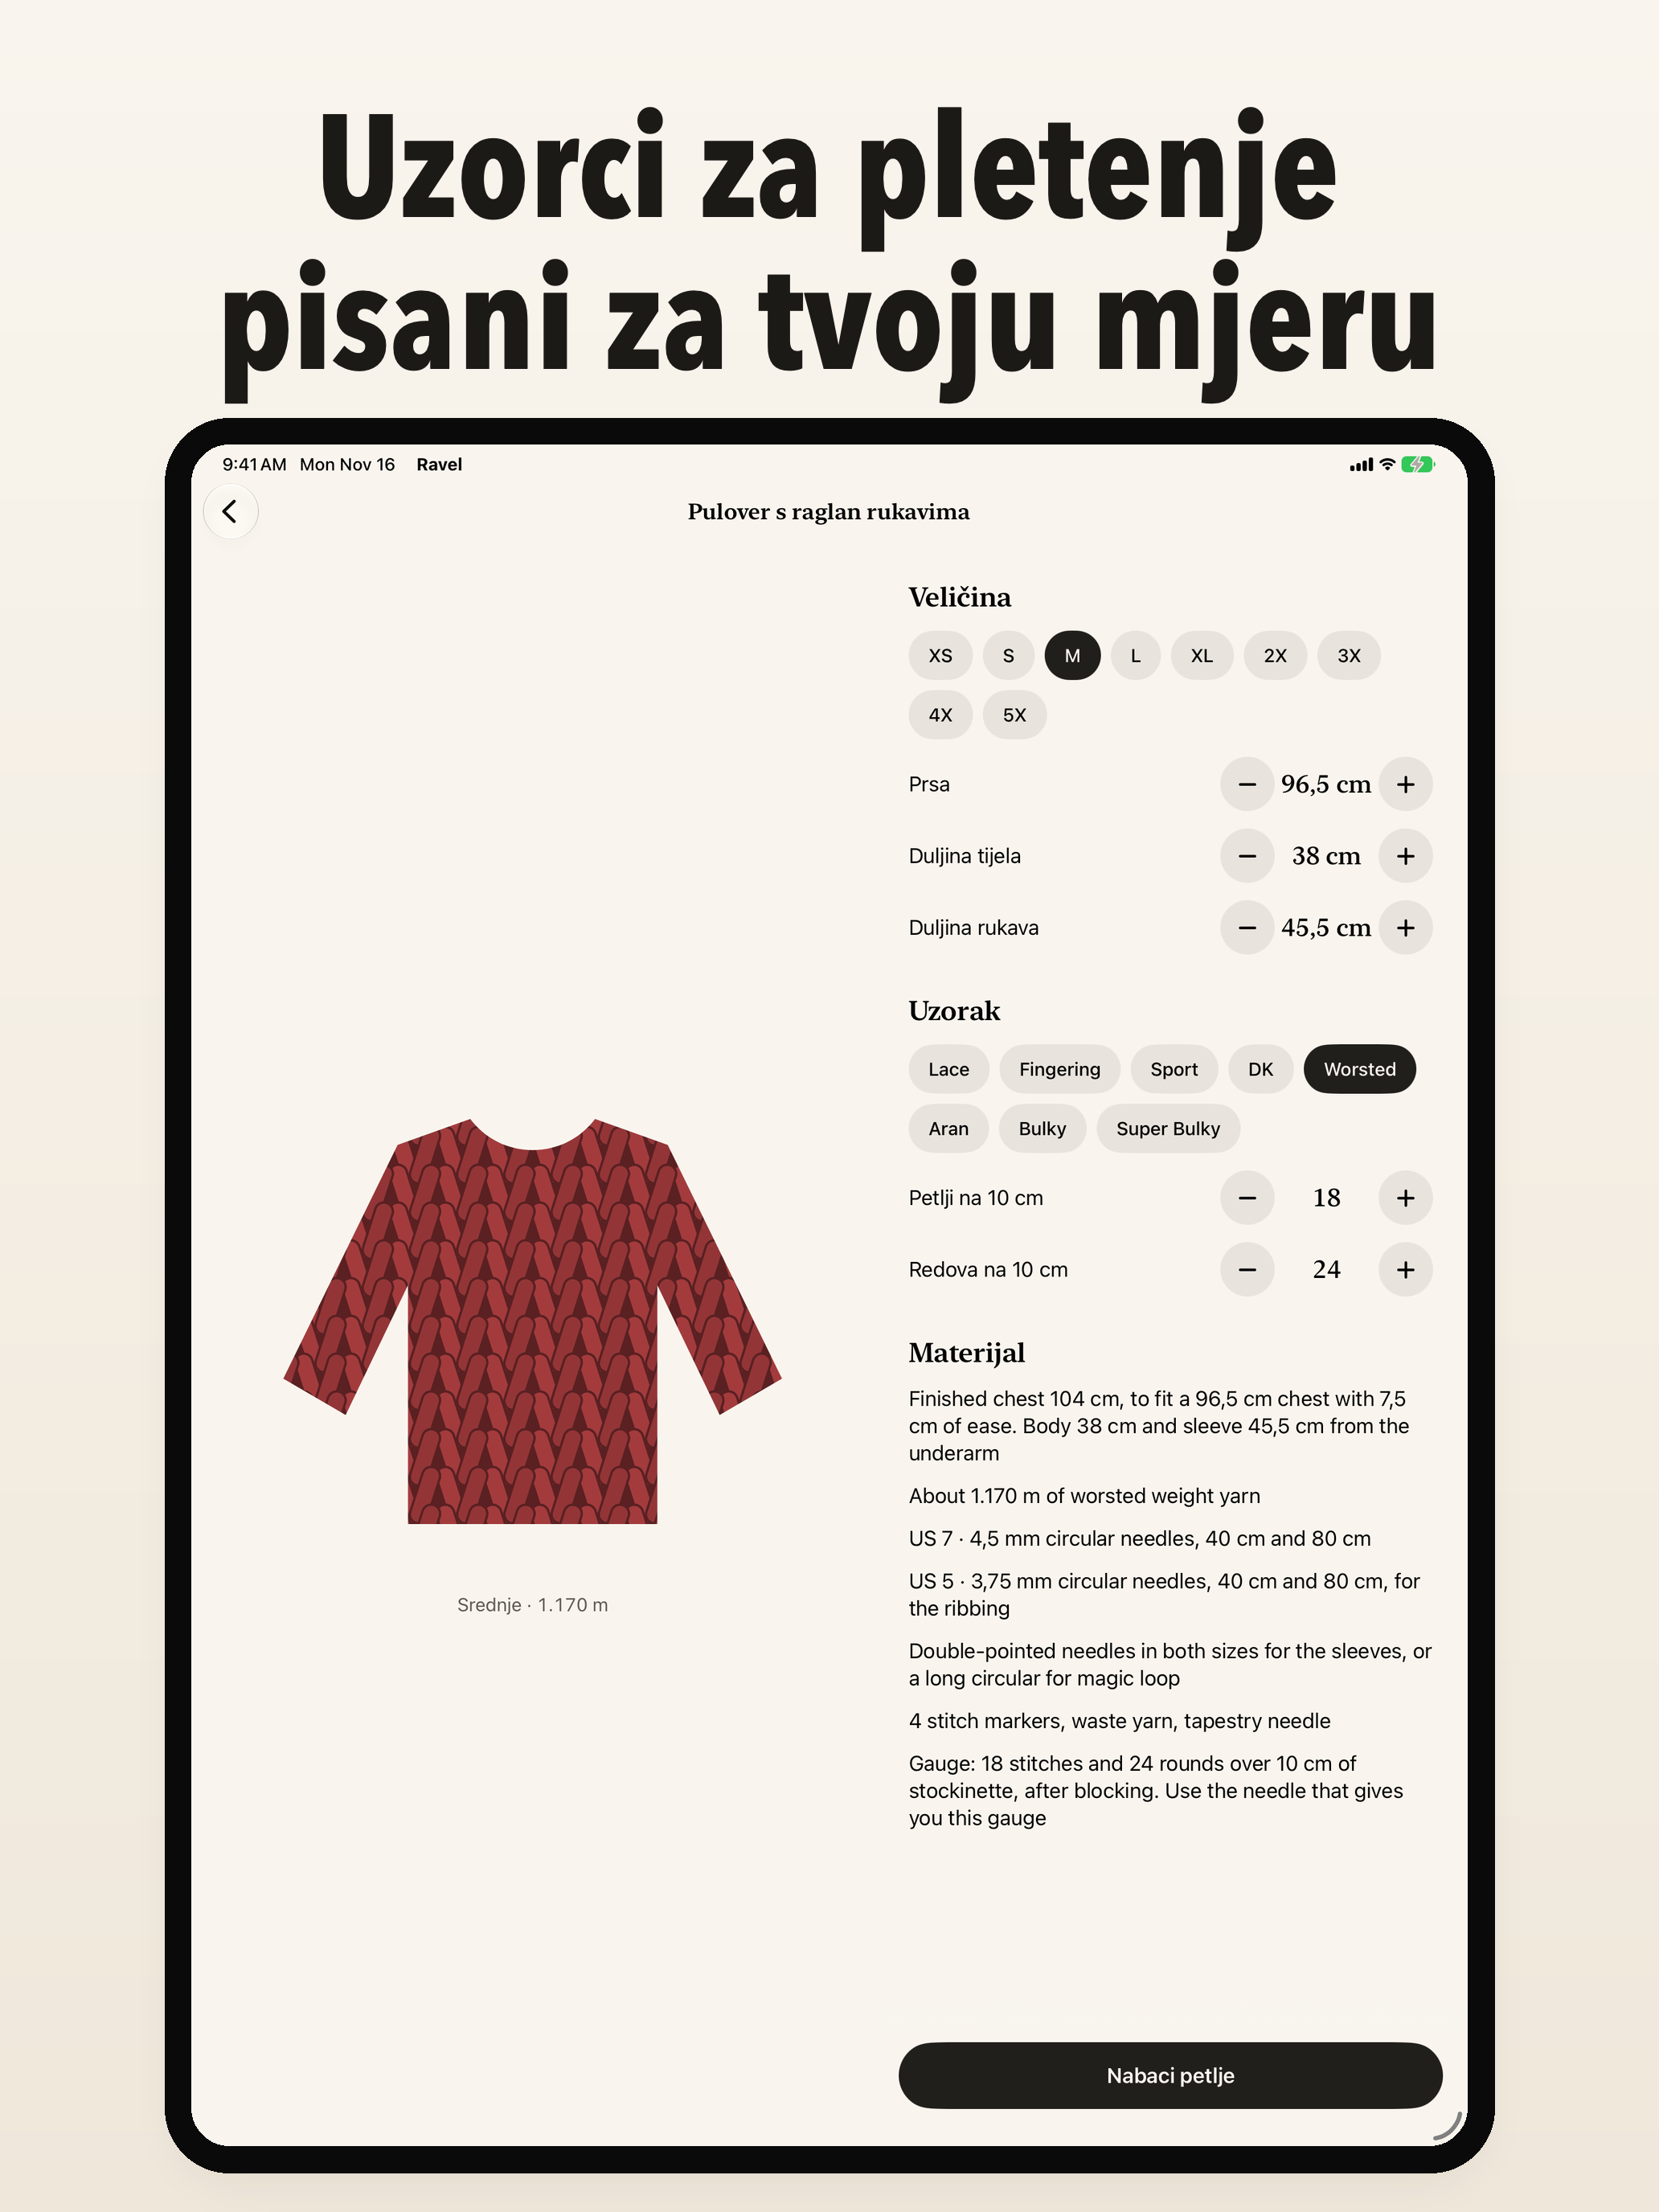 Uzorci za pletenje
pisani za tvoju mjeru
9:41 AM Mon Nov 16 Ravel
Pulover s raglan rukavima
Veličina
XS S M L XL 2X 3X
4X 5X
Prsa − 96,5 cm +
Duljina tijela − 38 cm +
Duljina rukava − 45,5 cm +
Uzorak
Lace Fingering Sport DK Worsted
Aran Bulky Super Bulky
Petlji na 10 cm − 18 +
Redova na 10 cm − 24 +
Materijal
Finished chest 104 cm, to fit a 96,5 cm chest with 7,5
cm of ease. Body 38 cm and sleeve 45,5 cm from the
underarm
About 1.170 m of worsted weight yarn
US 7 · 4,5 mm circular needles, 40 cm and 80 cm
US 5 · 3,75 mm circular needles, 40 cm and 80 cm, for
the ribbing
Double-pointed needles in both sizes for the sleeves, or
a long circular for magic loop
4 stitch markers, waste yarn, tapestry needle
Gauge: 18 stitches and 24 rounds over 10 cm of
stockinette, after blocking. Use the needle that gives
you this gauge
Srednje · 1.170 m
Nabaci petlje